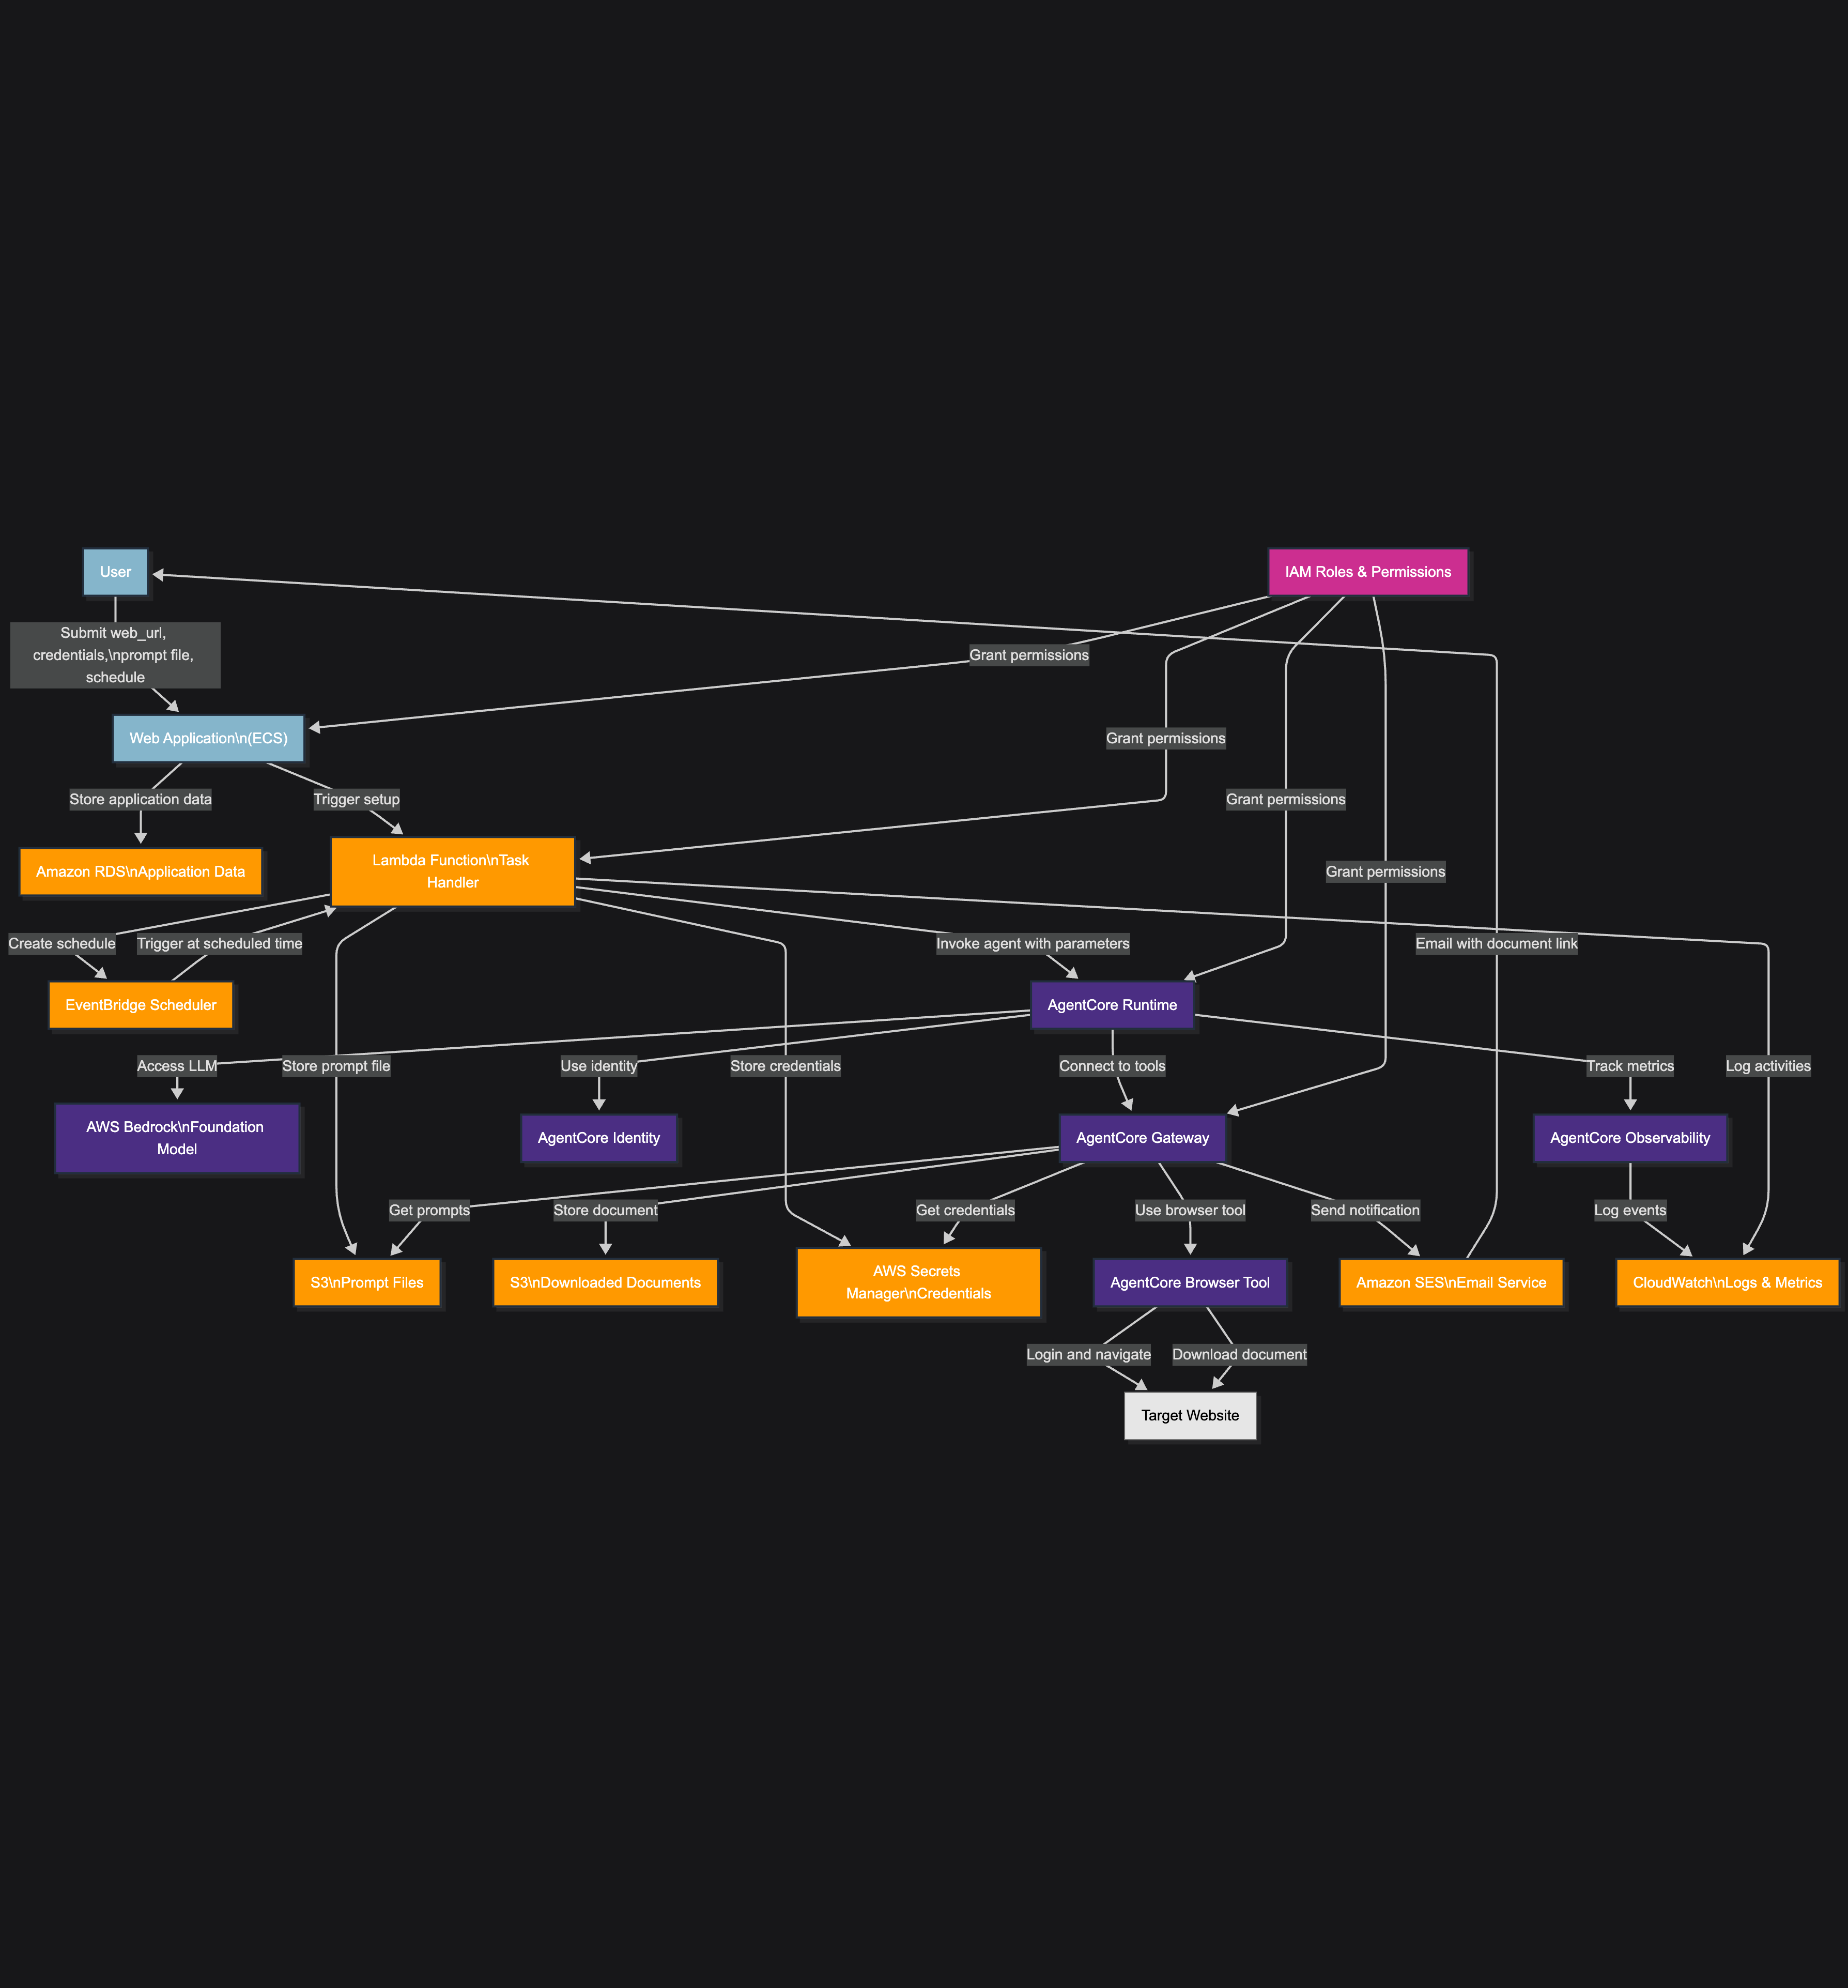 User
IAM Roles & Permissions
Submit web_url,
credentials,\nprompt file,
schedule
Grant permissions
Web Application\n(ECS)
Grant permissions
Store application data
Trigger setup
Grant permissions
Lambda Function\nTask
Handler
Amazon RDS\nApplication Data
Grant permissions
Create schedule
Trigger at scheduled time
Invoke agent with parameters
Email with document link
EventBridge Scheduler
AgentCore Runtime
Access LLM
Store prompt file
Use identity
Store credentials
Connect to tools
Track metrics
Log activities
AWS Bedrock\nFoundation
Model
AgentCore Identity
AgentCore Gateway
AgentCore Observability
Get prompts
Store document
Get credentials
Use browser tool
Send notification
Log events
S3\nPrompt Files
S3\nDownloaded Documents
AWS Secrets
Manager\nCredentials
AgentCore Browser Tool
Amazon SES\nEmail Service
CloudWatch\nLogs & Metrics
Login and navigate
Download document
Target Website